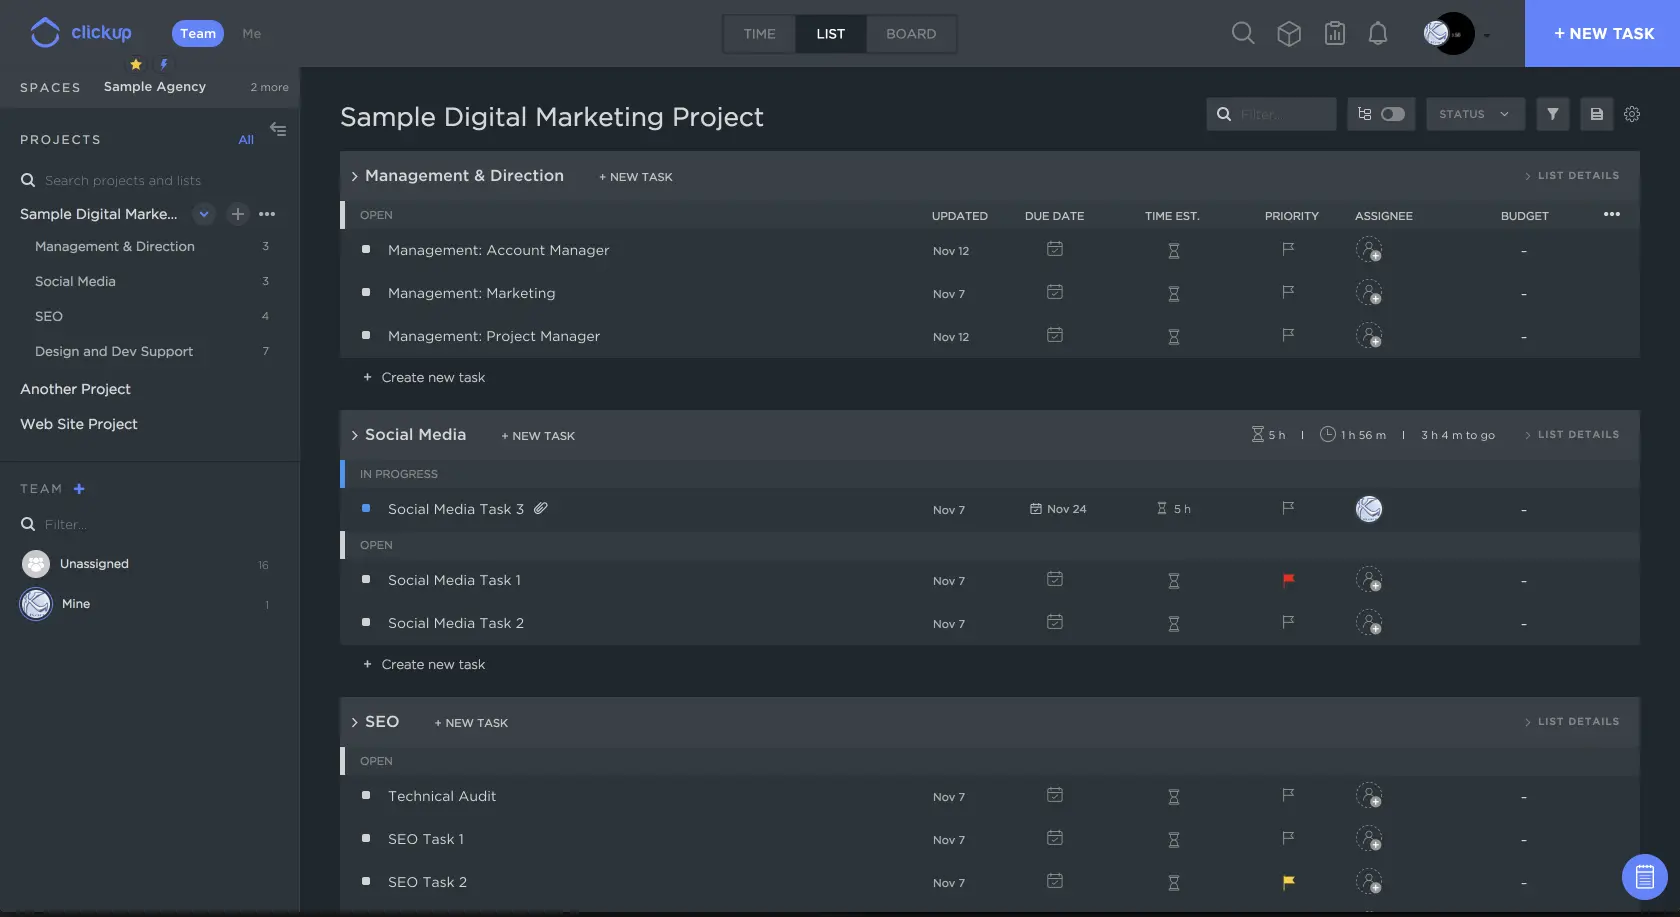 clickup Team Me TIME LIST BOARD + NEW TASK
SPACES Sample Agency 2 more
PROJECTS All
Search projects and lists
Sample Digital Marke...
Management & Direction 3
Social Media 3
SEO 4
Design and Dev Support 7
Another Project
Web Site Project
TEAM +
Filter...
Unassigned 16
Mine 1
Sample Digital Marketing Project Filter... STATUS
Management & Direction + NEW TASK LIST DETAILS
OPEN UPDATED DUE DATE TIME EST. PRIORITY ASSIGNEE BUDGET
Management: Account Manager Nov 12 –
Management: Marketing Nov 7 –
Management: Project Manager Nov 12 –
+ Create new task
Social Media + NEW TASK 5 h | 1 h 56 m | 3 h 4 m to go LIST DETAILS
IN PROGRESS
Social Media Task 3 Nov 7 Nov 24 5 h –
OPEN
Social Media Task 1 Nov 7 –
Social Media Task 2 Nov 7 –
+ Create new task
SEO + NEW TASK LIST DETAILS
OPEN
Technical Audit Nov 7 –
SEO Task 1 Nov 7 –
SEO Task 2 Nov 7 –